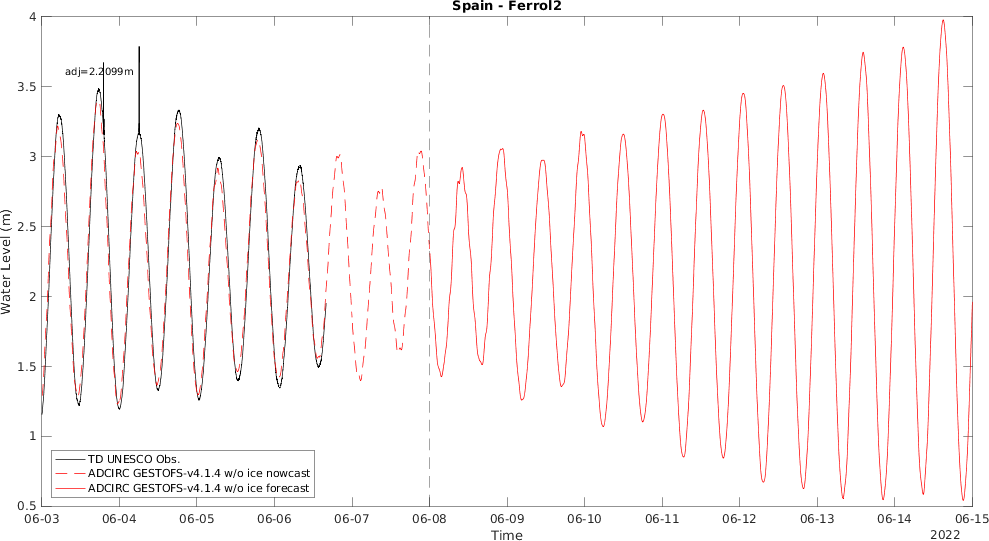 Spain - Ferrol2
4
3.5
3
2.5
2
1.5
1
0.5
Water Level (m)
adj=2.2099m
TD UNESCO Obs.
ADCIRC GESTOFS-v4.1.4 w/o ice nowcast
ADCIRC GESTOFS-v4.1.4 w/o ice forecast
06-03 06-04 06-05 06-06 06-07 06-08 06-09 06-10 06-11 06-12 06-13 06-14 06-15
Time
2022